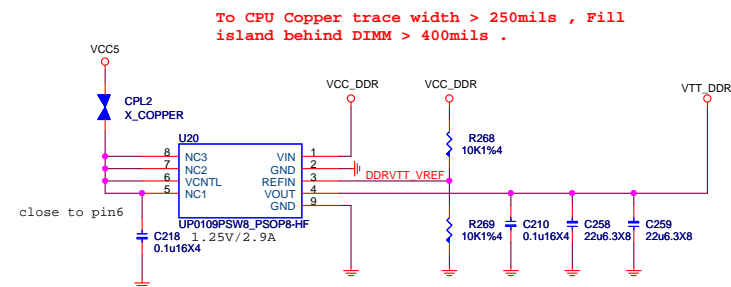 To CPU Copper trace width > 250mils , Fill
island behind DIMM > 400mils .
VCC5
VCC_DDR
VCC_DDR
VTT_DDR
CPL2
X_COPPER
R268
10K1%4
U20
8 NC3 VIN 1
7 NC2 GND 2
6 VCNTL REFIN 3
5 NC1 VOUT 4
GND 9
DDRVTT_VREF
close to pin6
UP0109PSW8_PSOP8-HF
1.25V/2.9A
C218
0.1u16X4
R269
10K1%4
C210
0.1u16X4
C258
22u6.3X8
C259
22u6.3X8